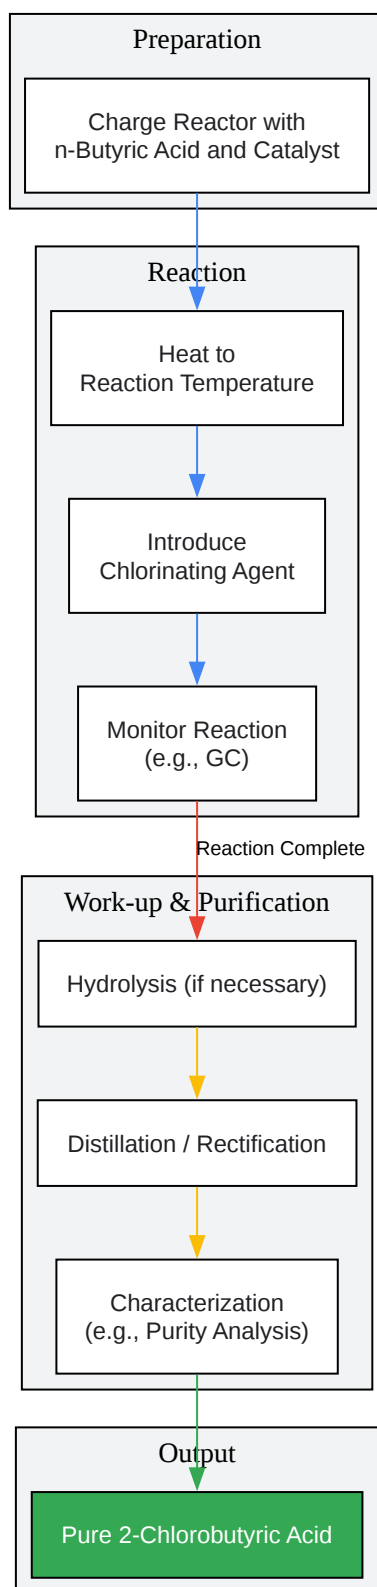 Preparation
Charge Reactor with
n-Butyric Acid and Catalyst
Reaction
Heat to
Reaction Temperature
Introduce
Chlorinating Agent
Monitor Reaction
(e.g., GC)
Reaction Complete
Work-up & Purification
Hydrolysis (if necessary)
Distillation / Rectification
Characterization
(e.g., Purity Analysis)
Output
Pure 2-Chlorobutyric Acid